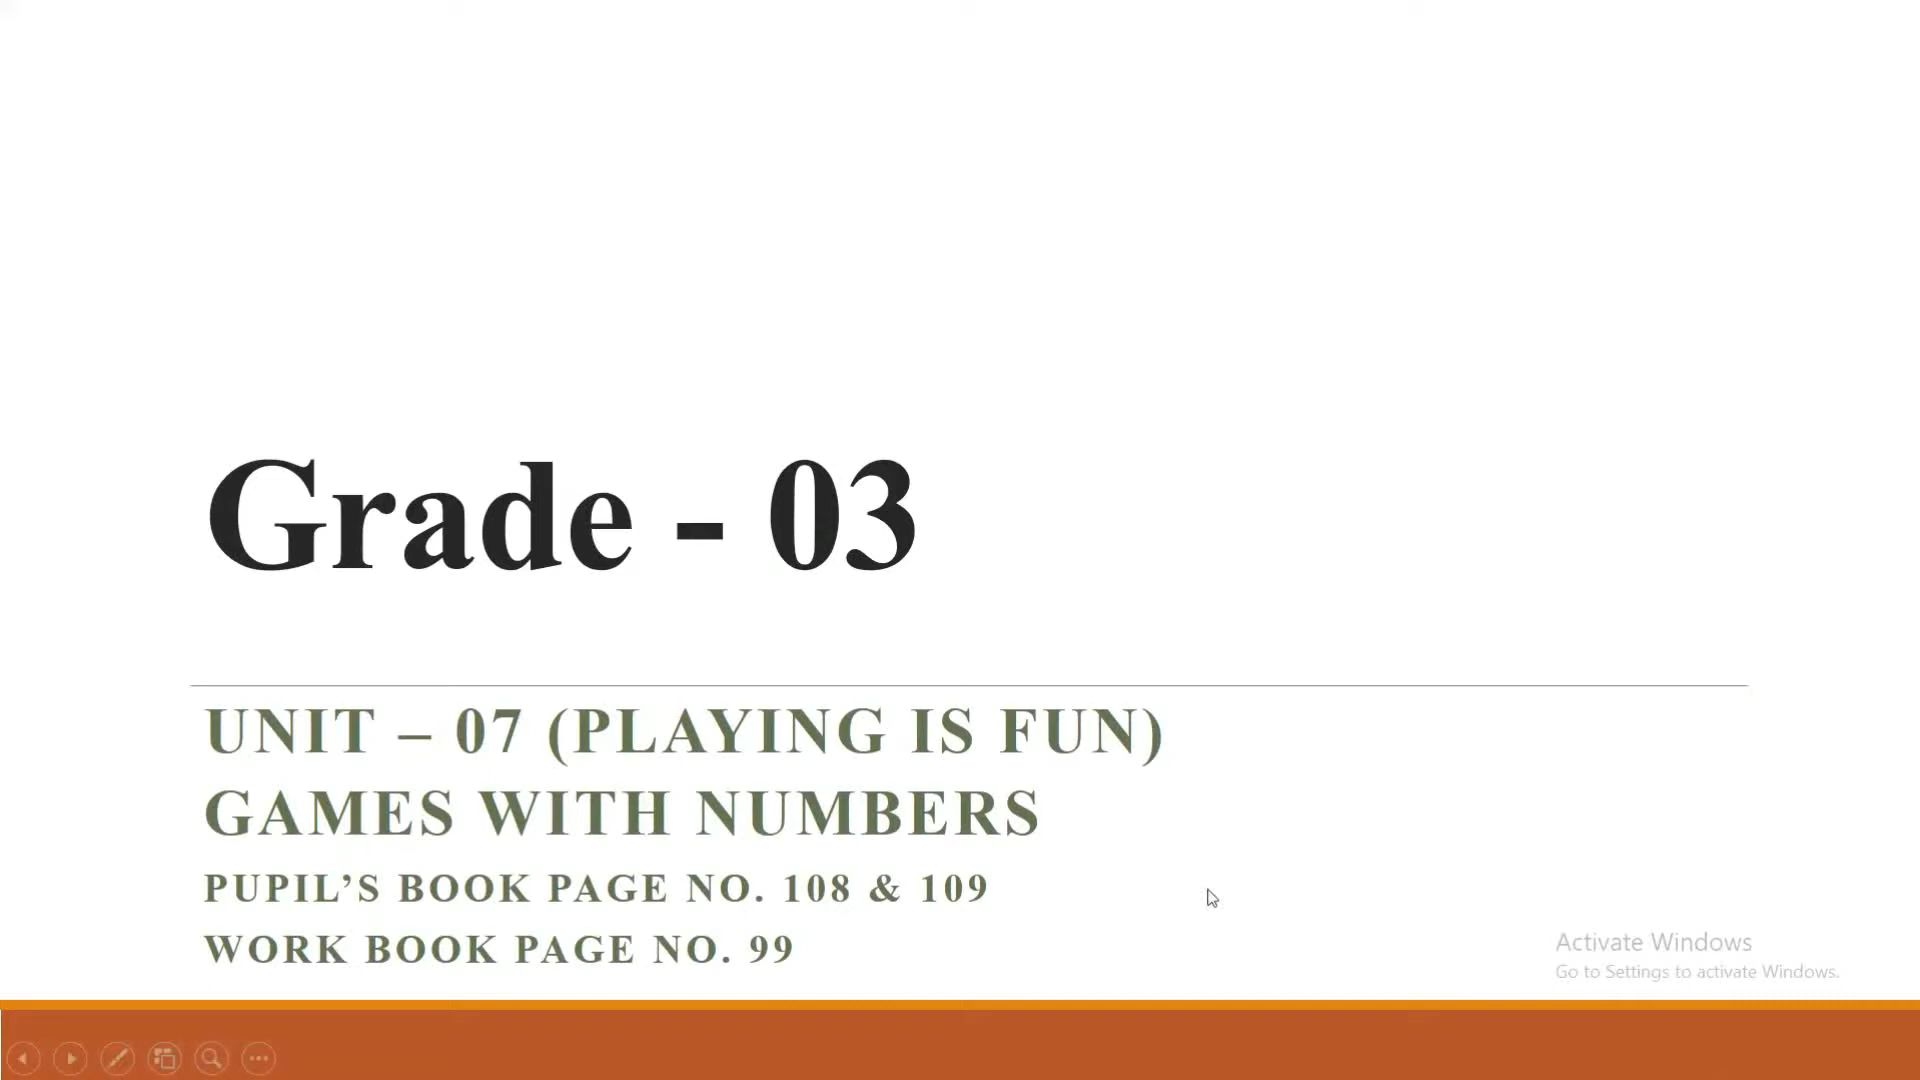 Grade - 03
UNIT – 07 (PLAYING IS FUN)
GAMES WITH NUMBERS
PUPIL’S BOOK PAGE NO. 108 & 109
WORK BOOK PAGE NO. 99
Activate Windows
Go to Settings to activate Windows.